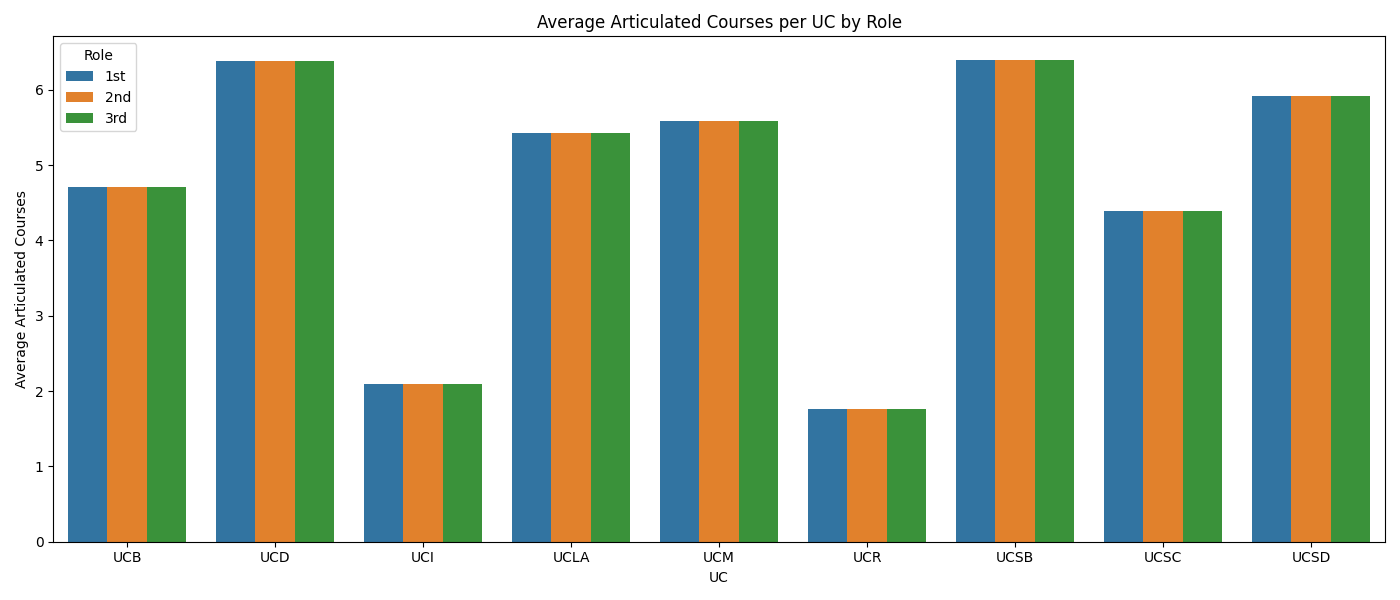 Average Articulated Courses per UC by Role
Role
1st
2nd
3rd
Average Articulated Courses
6
5
4
3
2
1
0
UCB UCD UCI UCLA UCM UCR UCSB UCSC UCSD
UC